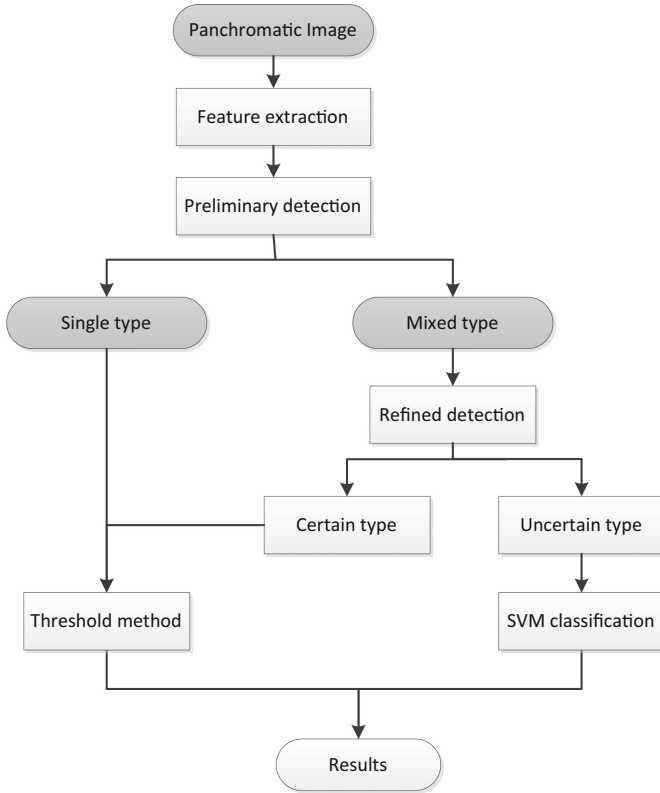 Panchromatic Image
Feature extraction
Preliminary detection
Single type
Mixed type
Refined detection
Certain type
Uncertain type
Threshold method
SVM classification
Results